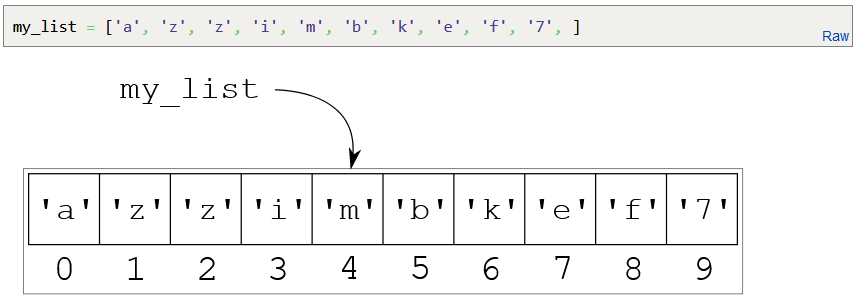 my_list = ['a', 'z', 'z', 'i', 'm', 'b', 'k', 'e', 'f', '7', ]
Raw
my_list
'a' 'z' 'z' 'i' 'm' 'b' 'k' 'e' 'f' '7'
0 1 2 3 4 5 6 7 8 9